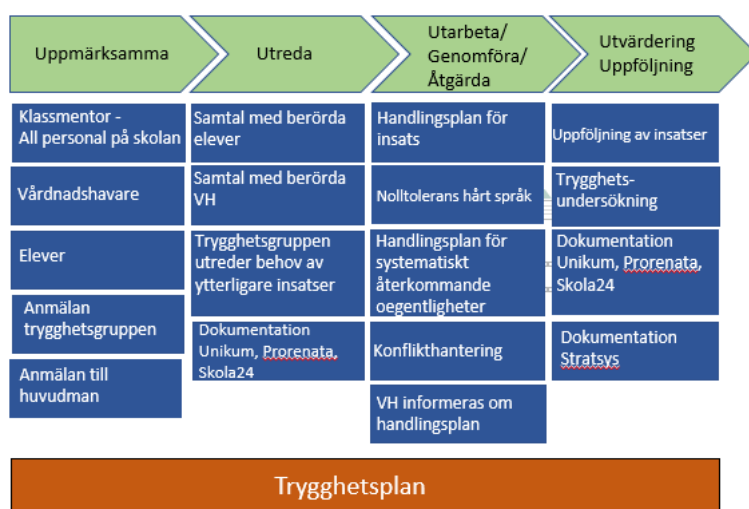 Uppmärksamma
Utreda
Utarbeta/
Genomföra/
Åtgärda
Utvärdering
Uppföljning
Klassmentor -
All personal på skolan
Vårdnadshavare
Elever
Anmälan
trygghetsgruppen
Anmälan till
huvudman
Samtal med berörda
elever
Samtal med berörda
VH
Trygghetsgruppen
utreder behov av
ytterligare insatser
Dokumentation
Unikum, Prorenata,
Skola24
Handlingsplan för
insats
Nolltolerans hårt språk
Handlingsplan för
systematiskt
återkommande
oegentligheter
Konflikthantering
VH informeras om
handlingsplan
Uppföljning av insatser
Trygghets-
undersökning
Dokumentation
Unikum, Prorenata,
Skola24
Dokumentation
Stratsys
Trygghetsplan